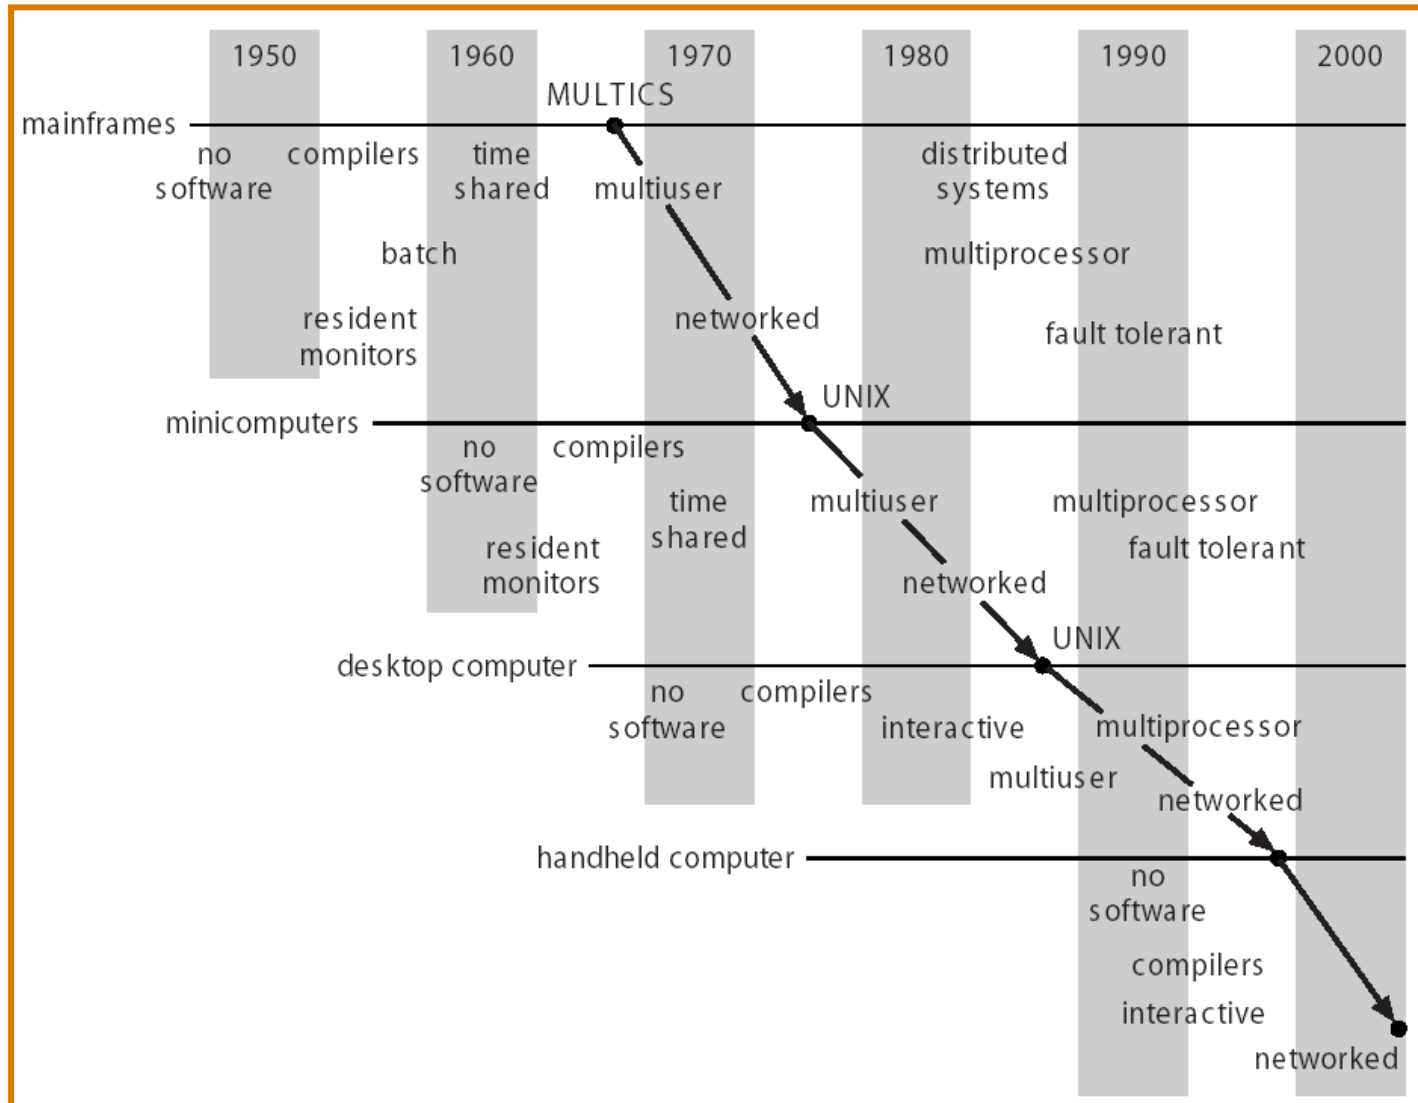 1950 1960 1970 1980 1990 2000
MULTICS
mainframes
no compilers time distributed
software shared multiuser systems
batch multiprocessor
resident networked
monitors fault tolerant
UNIX
minicomputers
no compilers
software
time multiuser multiprocessor
shared
resident fault tolerant
monitors networked
UNIX
desktop computer
no compilers
software interactive multiprocessor
multiuser
networked
handheld computer
no
software
compilers
interactive
networked